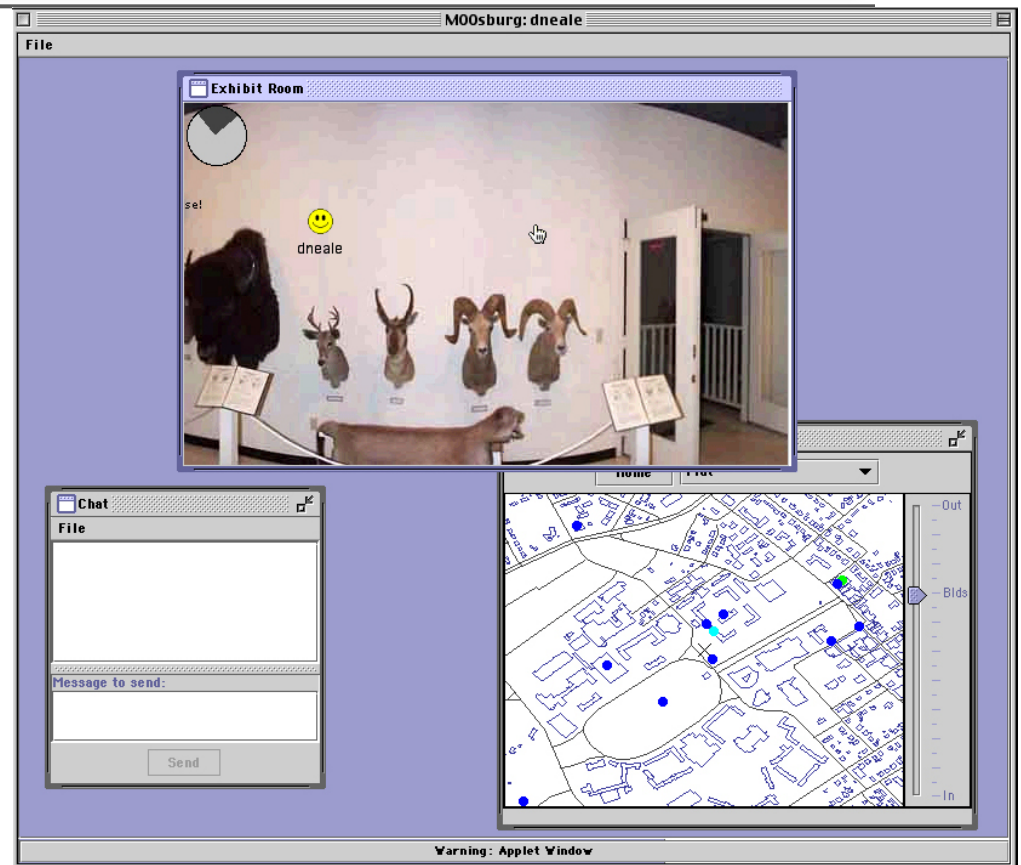 M00sburg: dneale
File
Exhibit Room
se!
dneale
Chat
File
Message to send:
Send
Home
Out
Blds
In
Warning: Applet Window